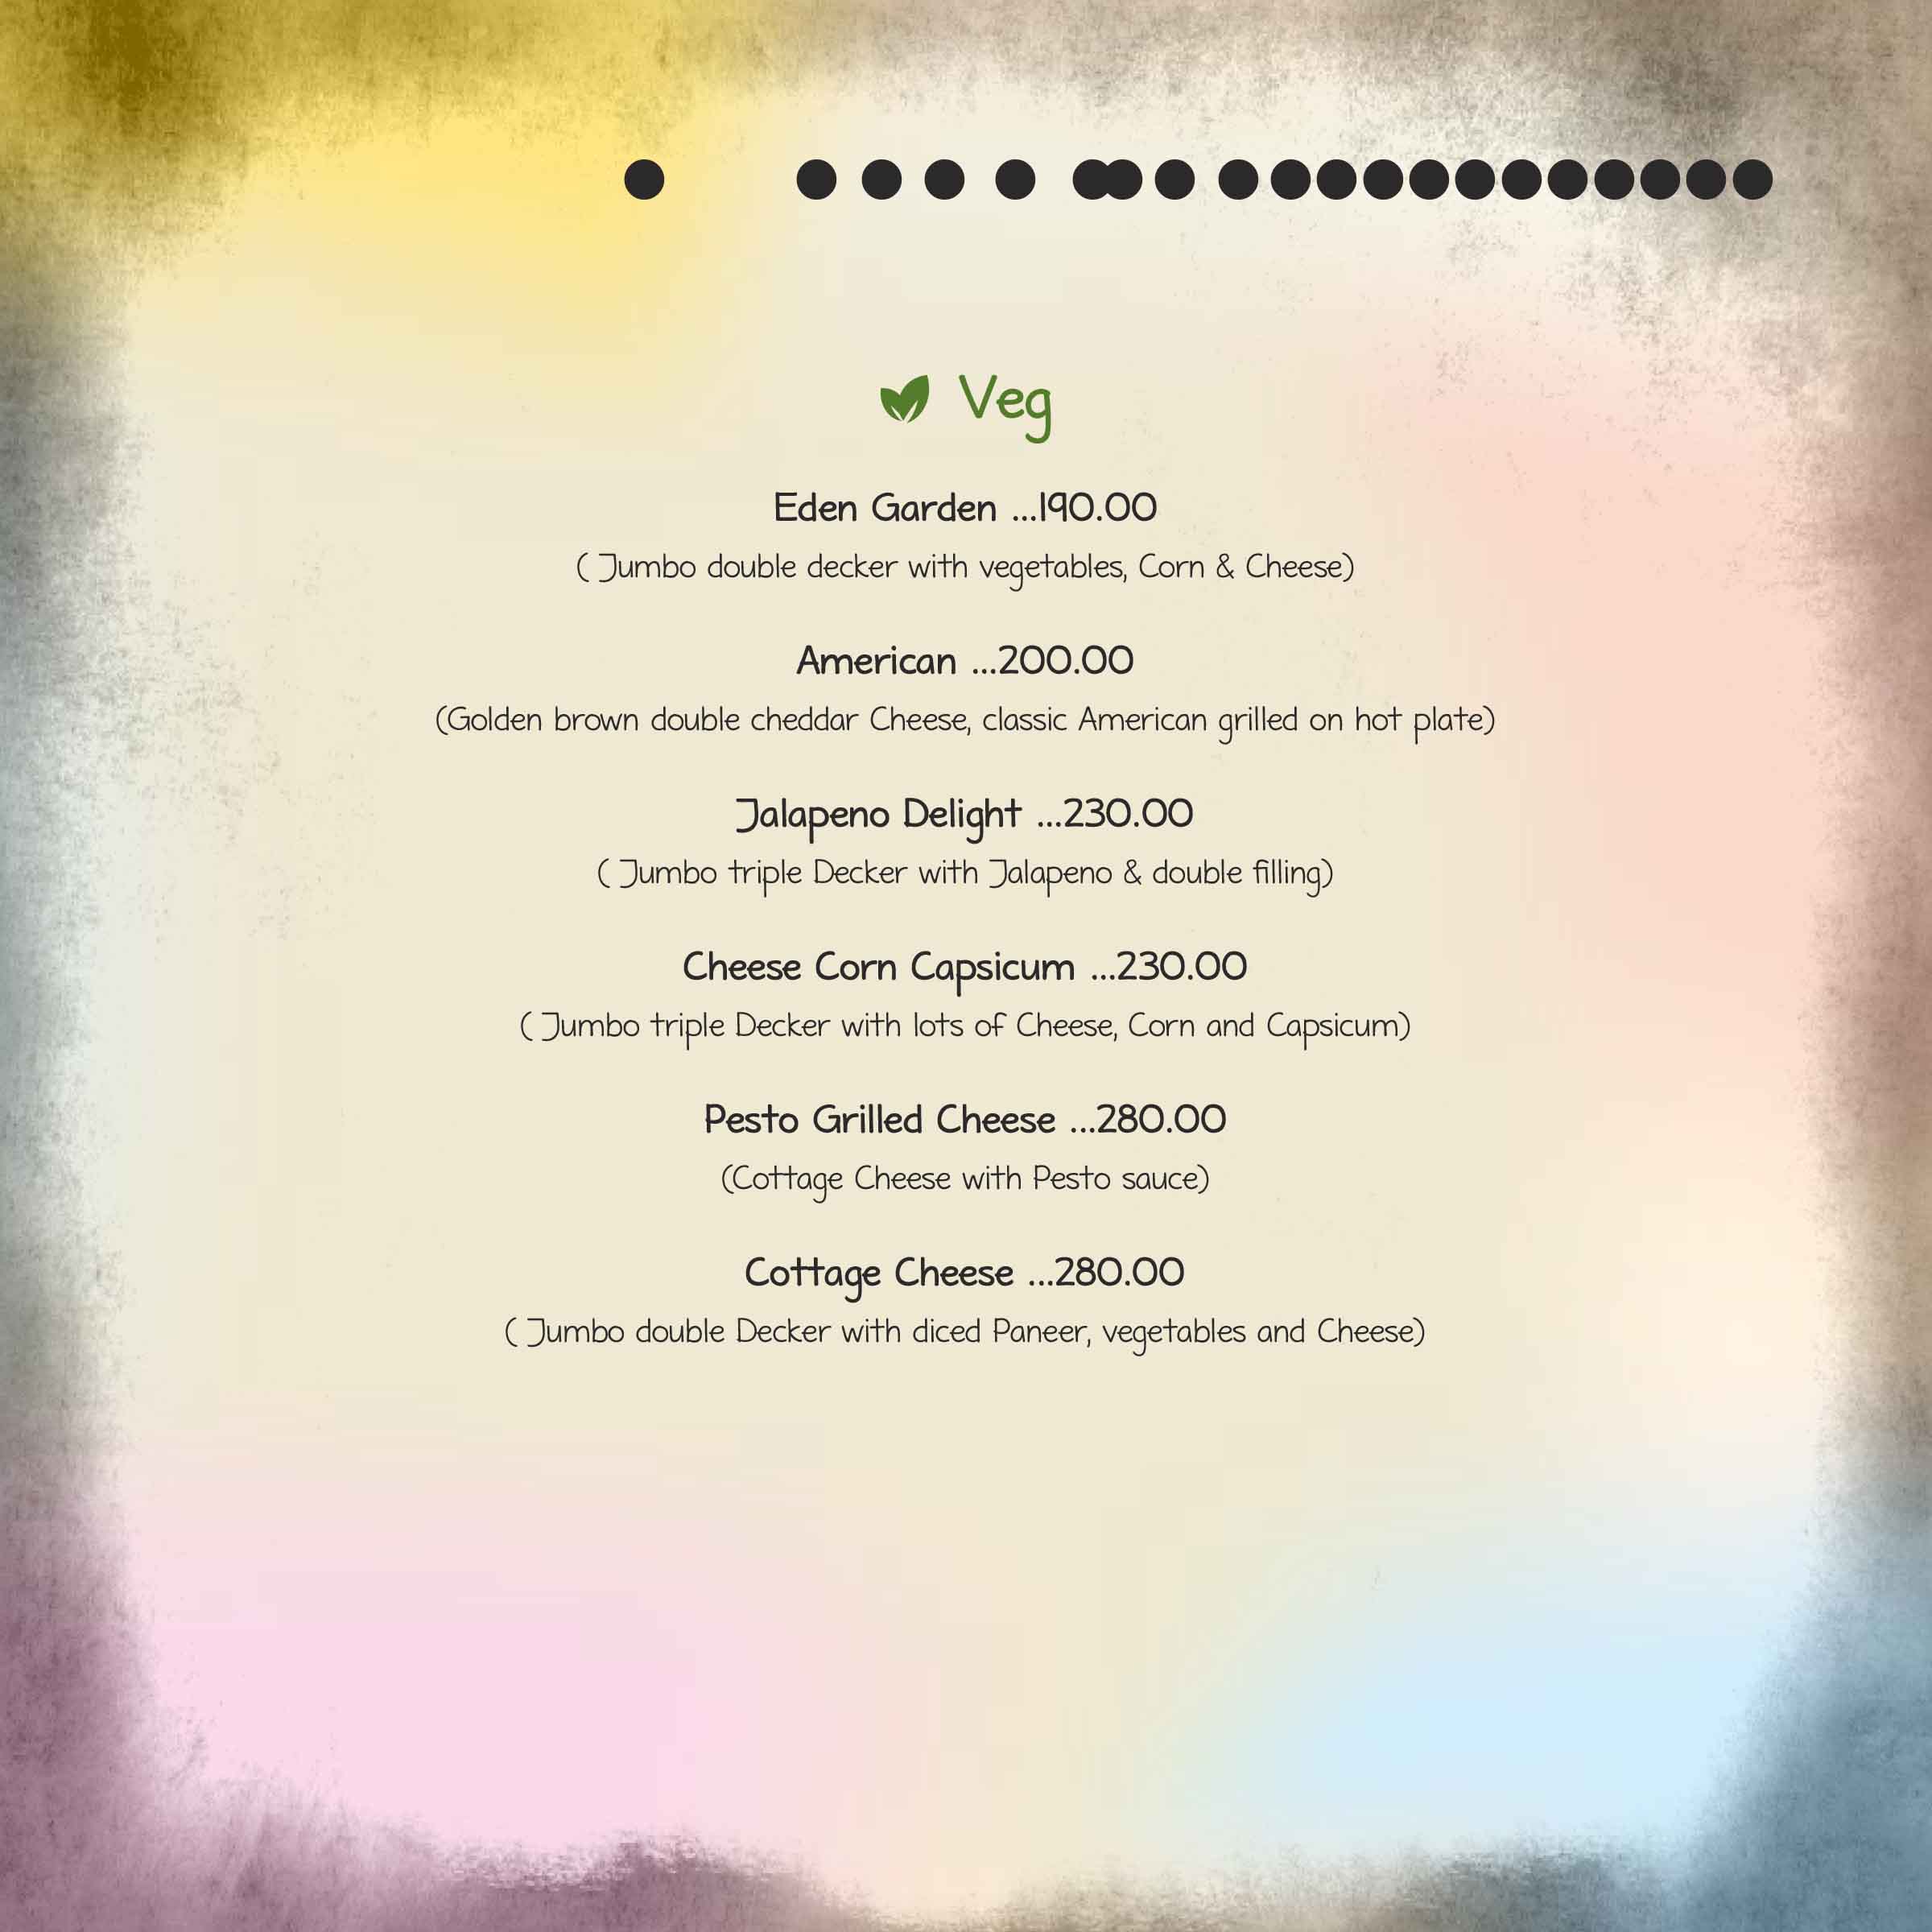 Veg
Eden Garden ...190.00
( Jumbo double decker with vegetables, Corn & Cheese)
American ...200.00
(Golden brown double cheddar Cheese, classic American grilled on hot plate)
Jalapeno Delight ...230.00
( Jumbo triple Decker with Jalapeno & double filling)
Cheese Corn Capsicum ...230.00
( Jumbo triple Decker with lots of Cheese, Corn and Capsicum)
Pesto Grilled Cheese ...280.00
(Cottage Cheese with Pesto sauce)
Cottage Cheese ...280.00
( Jumbo double Decker with diced Paneer, vegetables and Cheese)